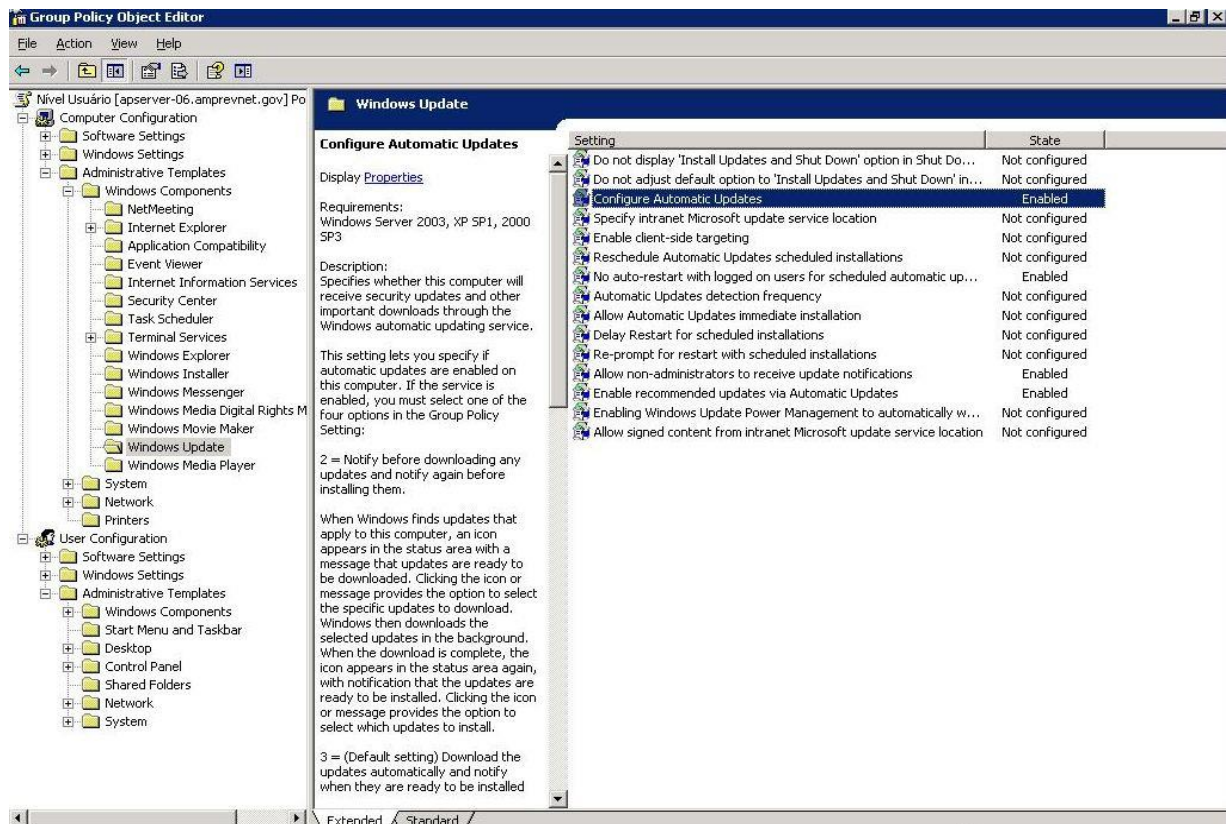 Group Policy Object Editor
File Action View Help
Nível Usuário [apserver-06.amprevnet.gov] Po
Computer Configuration
Software Settings
Windows Settings
Administrative Templates
Windows Components
NetMeeting
Internet Explorer
Application Compatibility
Event Viewer
Internet Information Services
Security Center
Task Scheduler
Terminal Services
Windows Explorer
Windows Installer
Windows Messenger
Windows Media Digital Rights M
Windows Movie Maker
Windows Update
Windows Media Player
System
Network
Printers
User Configuration
Software Settings
Windows Settings
Administrative Templates
Windows Components
Start Menu and Taskbar
Desktop
Control Panel
Shared Folders
Network
System
Windows Update
Configure Automatic Updates
Display Properties
Requirements:
Windows Server 2003, XP SP1, 2000
SP3
Description:
Specifies whether this computer will
receive security updates and other
important downloads through the
Windows automatic updating service.
This setting lets you specify if
automatic updates are enabled on
this computer. If the service is
enabled, you must select one of the
four options in the Group Policy
Setting:
2 = Notify before downloading any
updates and notify again before
installing them.
When Windows finds updates that
apply to this computer, an icon
appears in the status area with a
message that updates are ready to
be downloaded. Clicking the icon or
message provides the option to select
the specific updates to download.
Windows then downloads the
selected updates in the background.
When the download is complete, the
icon appears in the status area again,
with notification that the updates are
ready to be installed. Clicking the icon
or message provides the option to
select which updates to install.
3 = (Default setting) Download the
updates automatically and notify
when they are ready to be installed
Setting State
Do not display 'Install Updates and Shut Down' option in Shut Do... Not configured
Do not adjust default option to 'Install Updates and Shut Down' in... Not configured
Configure Automatic Updates Enabled
Specify intranet Microsoft update service location Not configured
Enable client-side targeting Not configured
Reschedule Automatic Updates scheduled installations Not configured
No auto-restart with logged on users for scheduled automatic up... Enabled
Automatic Updates detection frequency Not configured
Allow Automatic Updates immediate installation Not configured
Delay Restart for scheduled installations Not configured
Re-prompt for restart with scheduled installations Not configured
Allow non-administrators to receive update notifications Enabled
Enable recommended updates via Automatic Updates Enabled
Enabling Windows Update Power Management to automatically w... Not configured
Allow signed content from intranet Microsoft update service location Not configured
Extended Standard